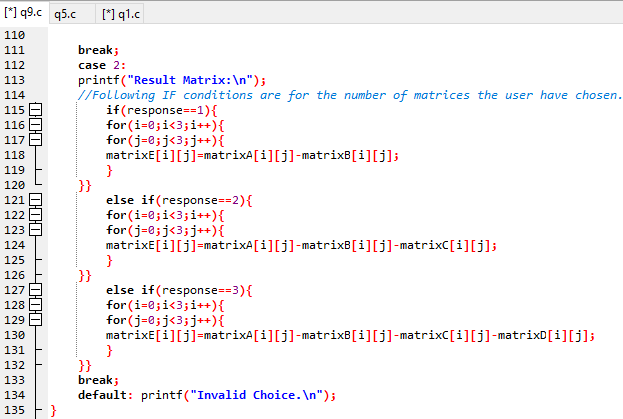 [*] q9.c q5.c [*] q1.c
110
111 break;
112 case 2:
113 printf("Result Matrix:\n");
114 //Following IF conditions are for the number of matrices the user have chosen.
115 if(response==1){
116 for(i=0;i<3;i++){
117 for(j=0;j<3;j++){
118 matrixE[i][j]=matrixA[i][j]-matrixB[i][j];
119 }
120 }}
121 else if(response==2){
122 for(i=0;i<3;i++){
123 for(j=0;j<3;j++){
124 matrixE[i][j]=matrixA[i][j]-matrixB[i][j]-matrixC[i][j];
125 }
126 }}
127 else if(response==3){
128 for(i=0;i<3;i++){
129 for(j=0;j<3;j++){
130 matrixE[i][j]=matrixA[i][j]-matrixB[i][j]-matrixC[i][j]-matrixD[i][j];
131 }
132 }}
133 break;
134 default: printf("Invalid Choice.\n");
135 }